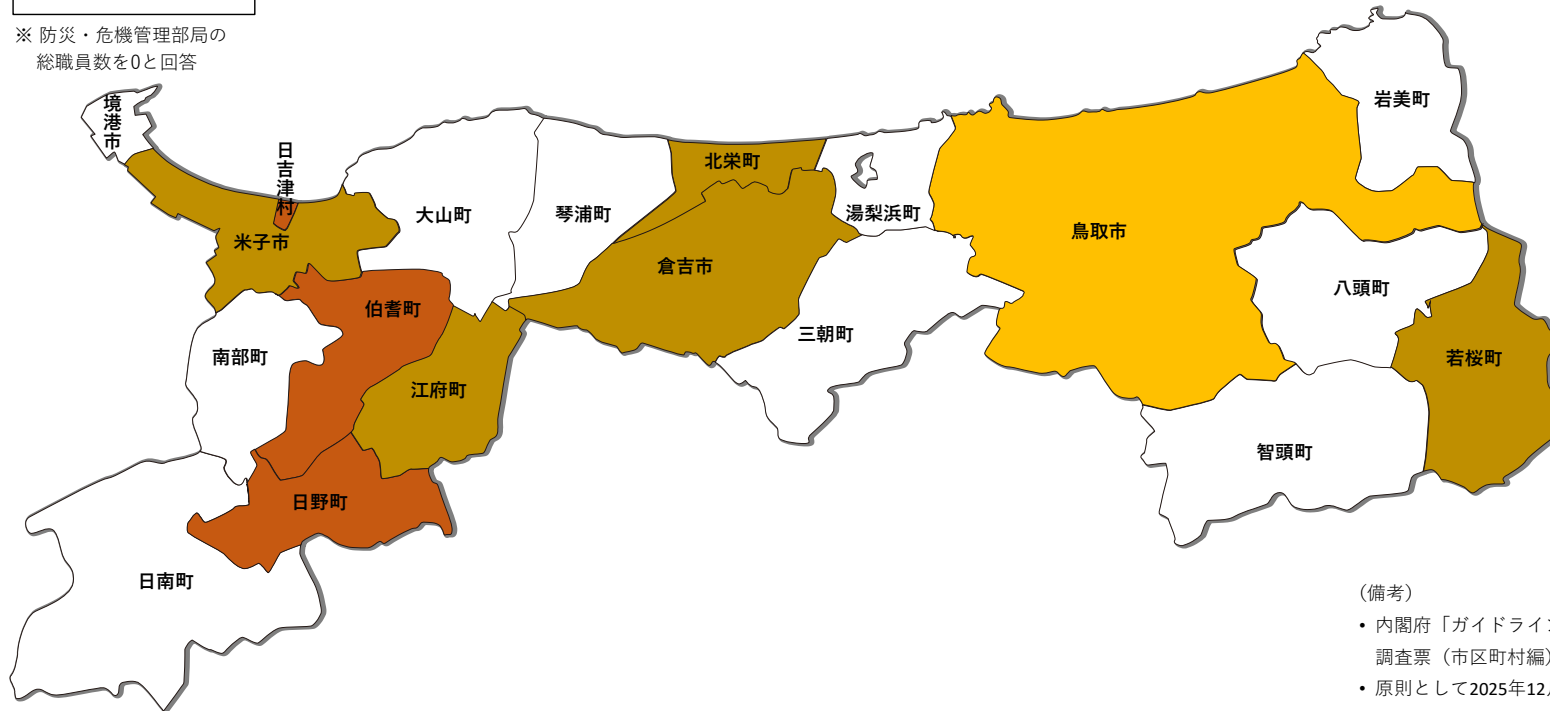 ※ 防災・危機管理部局の
総職員数を0と回答
境港市
日吉津村
米子市
大山町
琴浦町
北栄町
湯梨浜町
倉吉市
鳥取市
岩美町
八頭町
若桜町
智頭町
三朝町
伯耆町
南部町
江府町
日野町
日南町
（備考）
• 内閣府「ガイドライン
調査票（市区町村編）
• 原則として2025年12月